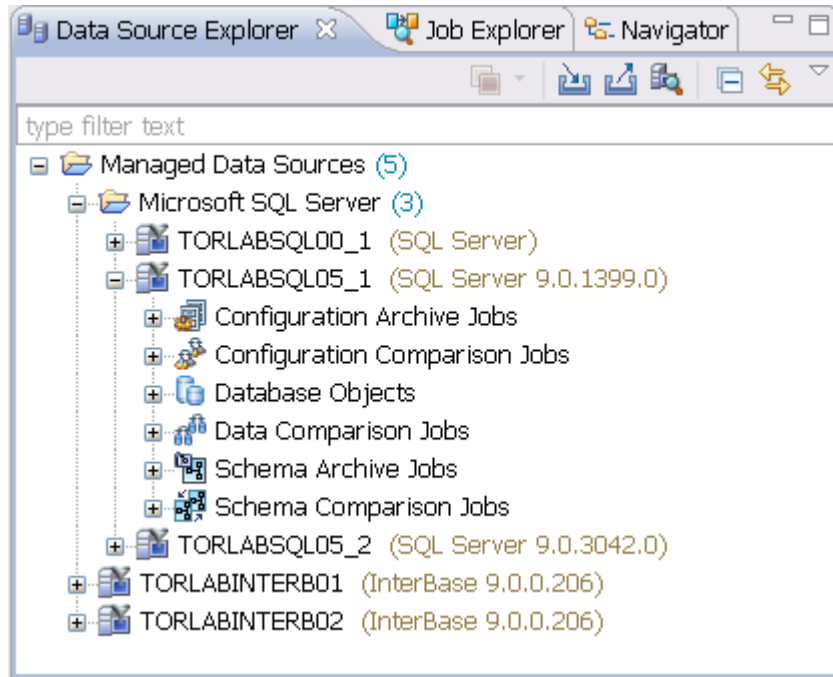 Data Source Explorer Job Explorer Navigator
type filter text
Managed Data Sources (5)
Microsoft SQL Server (3)
TORLABSQL00_1 (SQL Server)
TORLABSQL05_1 (SQL Server 9.0.1399.0)
Configuration Archive Jobs
Configuration Comparison Jobs
Database Objects
Data Comparison Jobs
Schema Archive Jobs
Schema Comparison Jobs
TORLABSQL05_2 (SQL Server 9.0.3042.0)
TORLABINTERB01 (InterBase 9.0.0.206)
TORLABINTERB02 (InterBase 9.0.0.206)